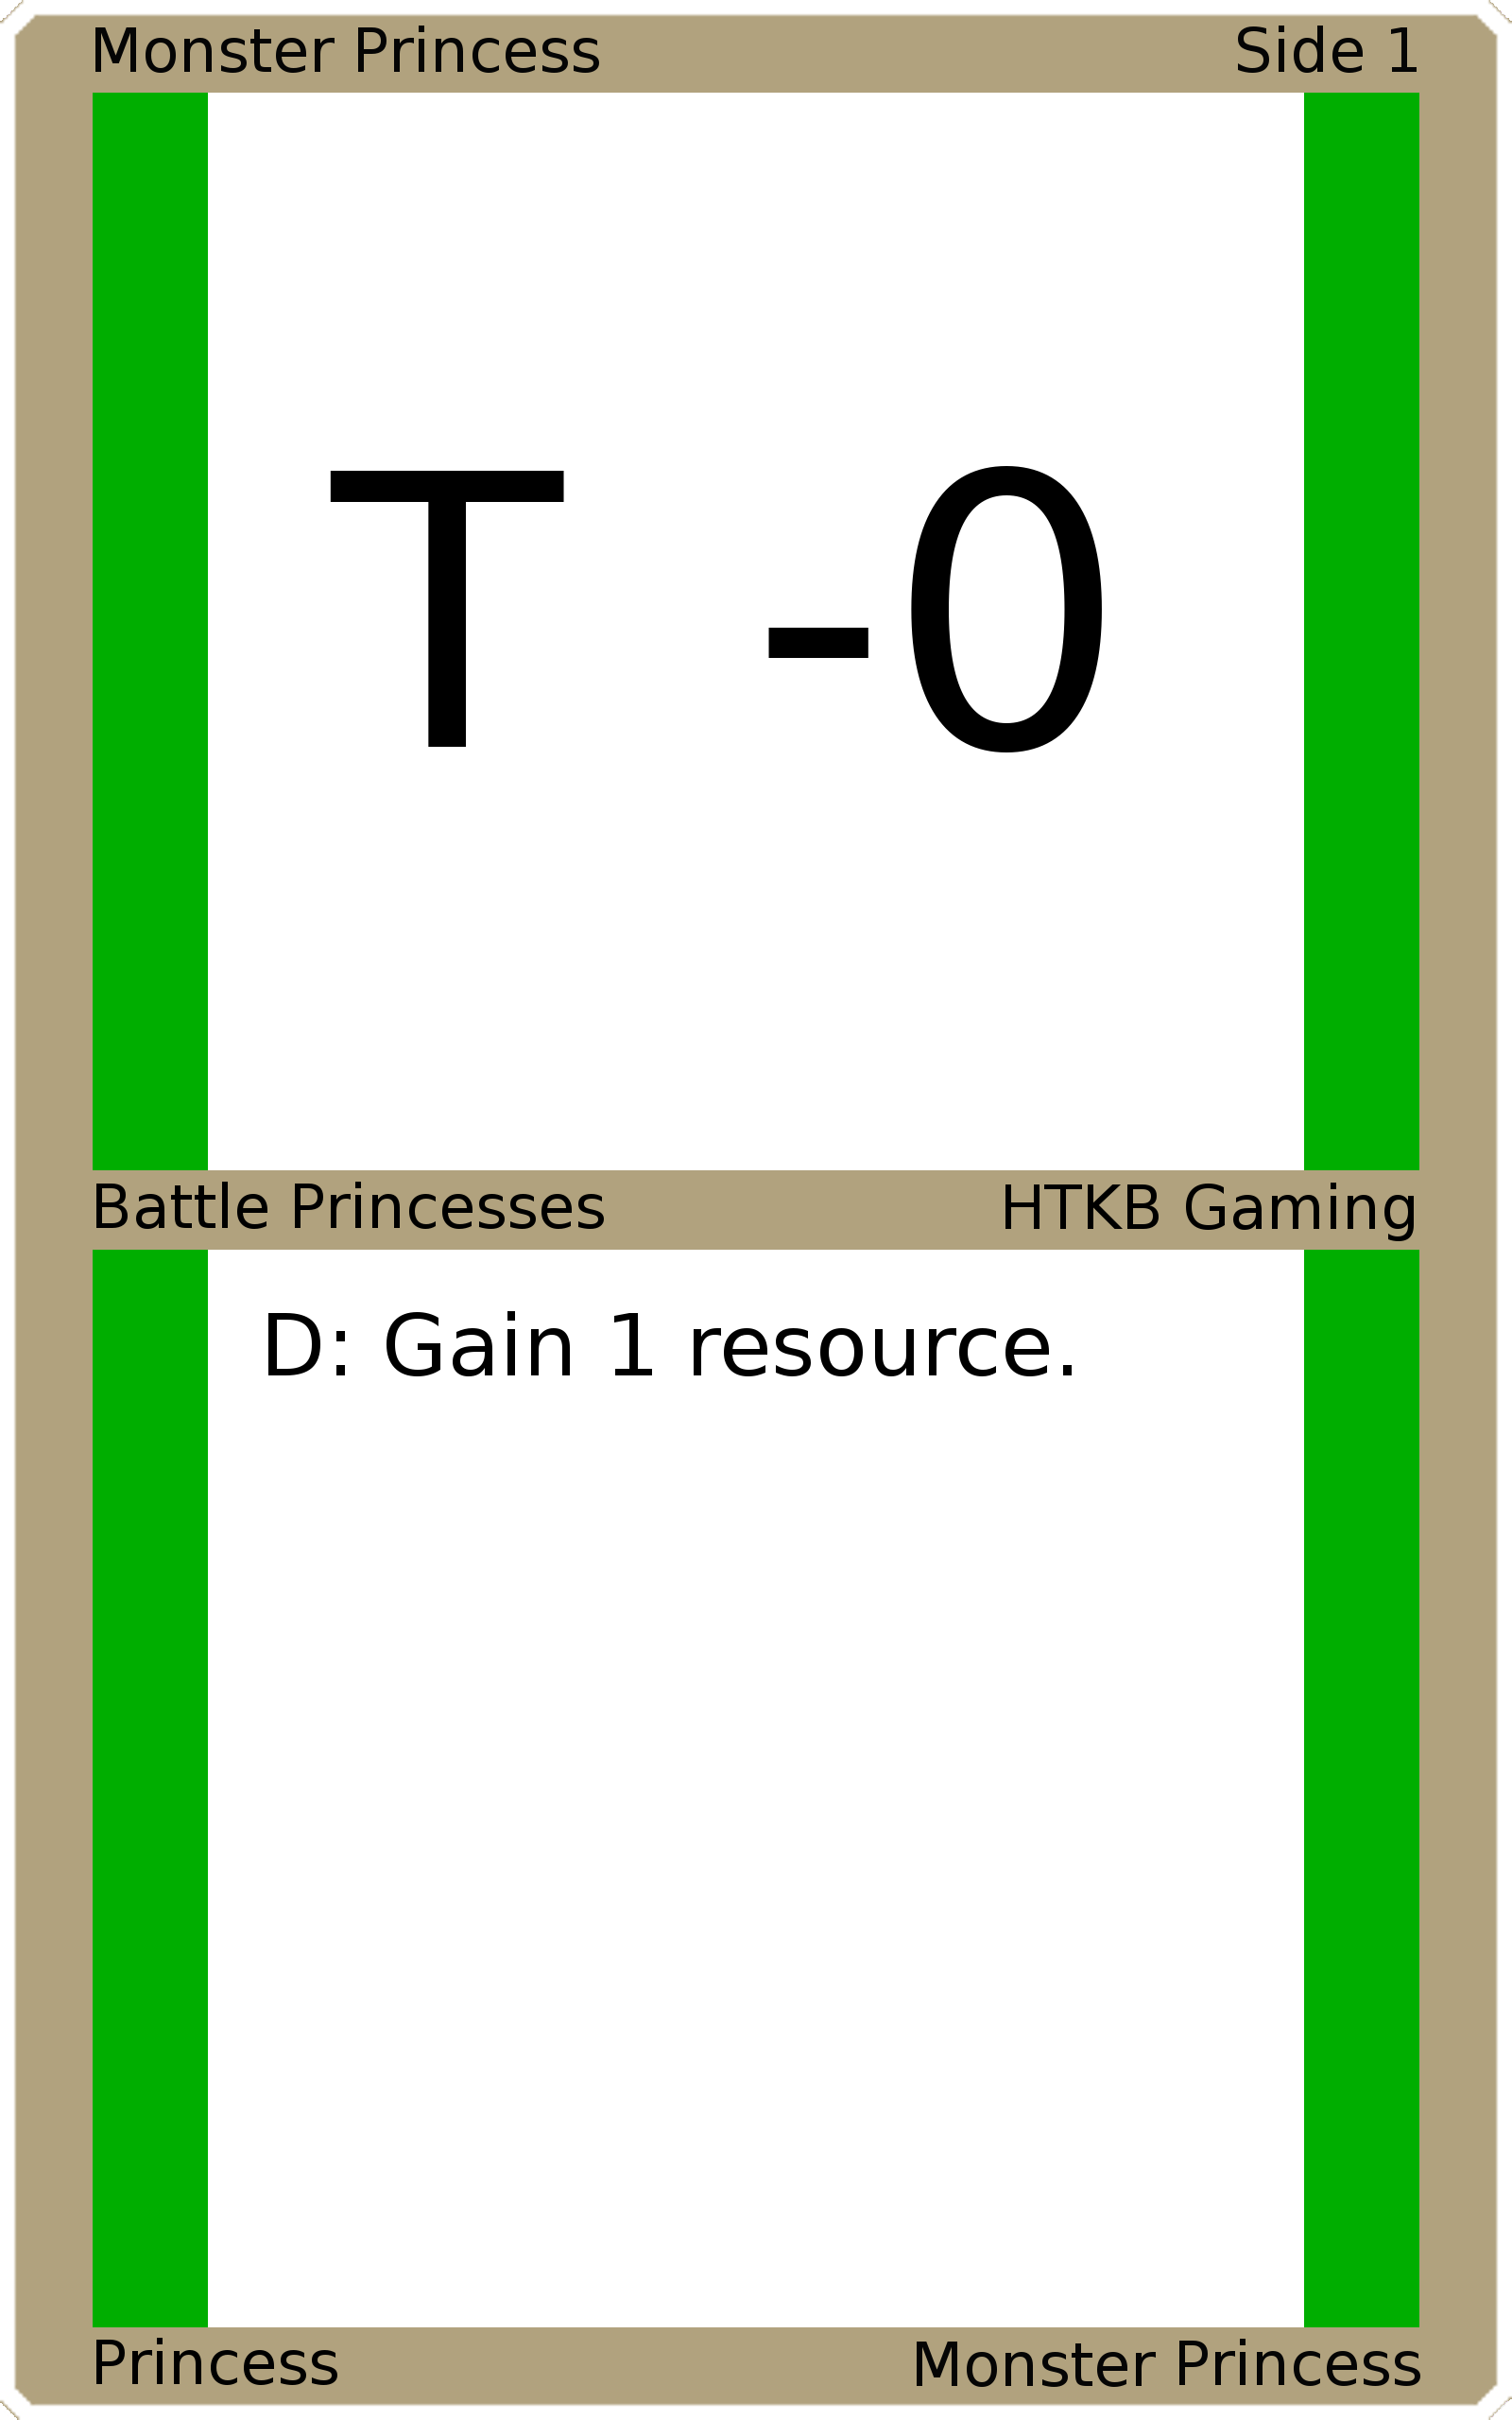 Monster Princess Side 1
T -0
Battle Princesses HTKB Gaming
D: Gain 1 resource.
Princess Monster Princess